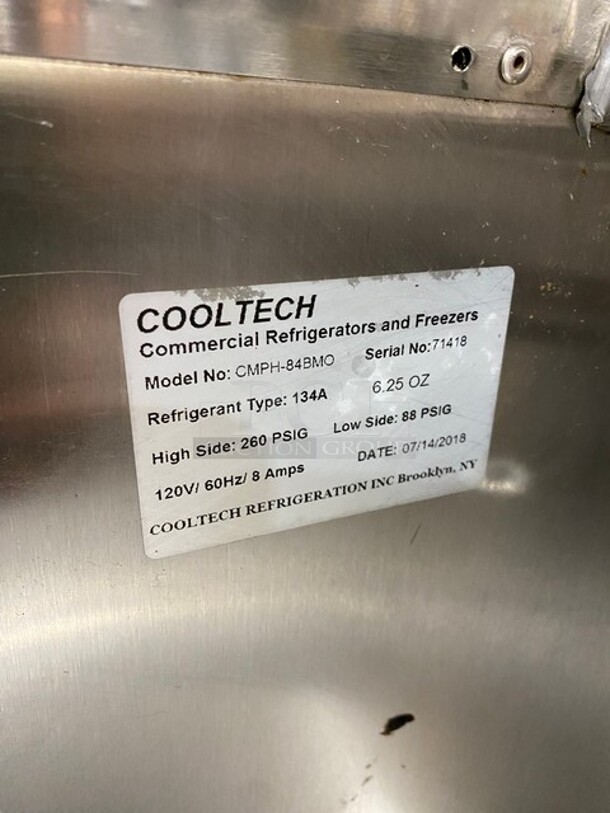 COOLTECH
Commercial Refrigerators and Freezers
Model No: CMPH-84BMO Serial No:71418
Refrigerant Type: 134A 6.25 OZ
High Side: 260 PSIG Low Side: 88 PSIG
120V/ 60Hz/ 8 Amps DATE: 07/14/2018
COOLTECH REFRIGERATION INC Brooklyn, NY